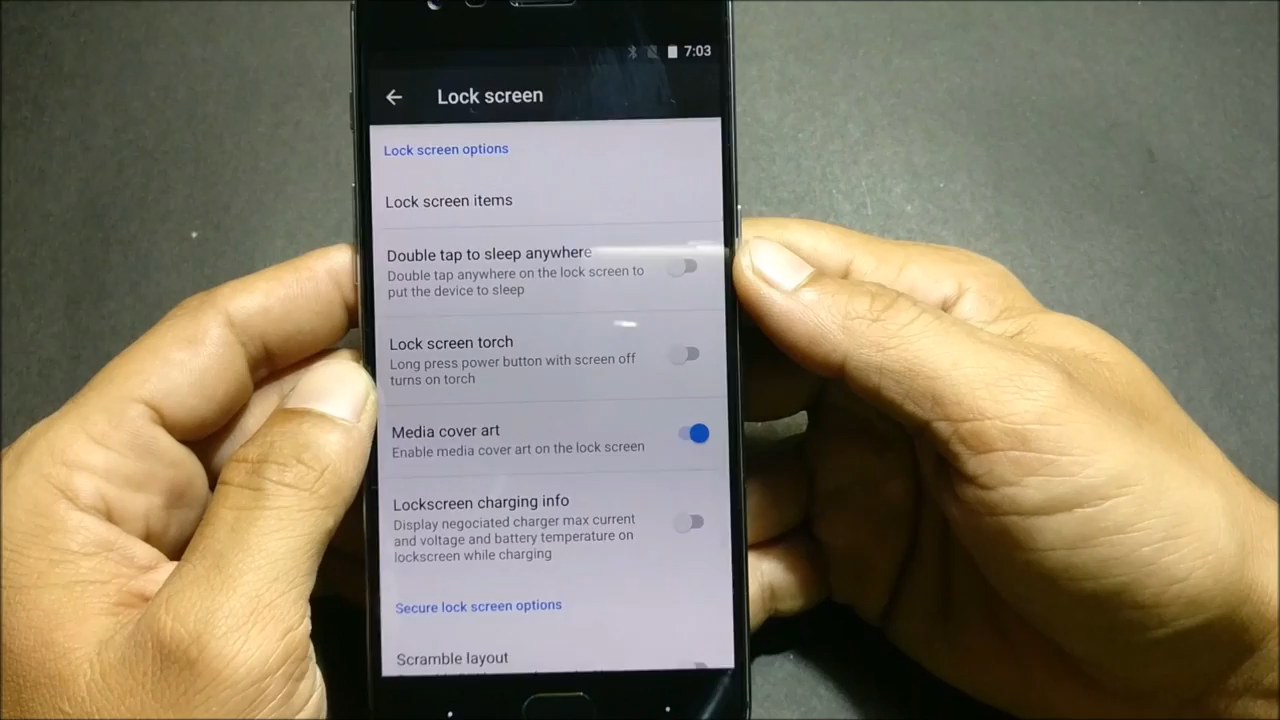 7:03
Lock screen
Lock screen options
Lock screen items
Double tap to sleep anywhere
Double tap anywhere on the lock screen to
put the device to sleep
Lock screen torch
Long press power button with screen off
turns on torch
Media cover art
Enable media cover art on the lock screen
Lockscreen charging info
Display negociated charger max current
and voltage and battery temperature on
lockscreen while charging
Secure lock screen options
Scramble layout